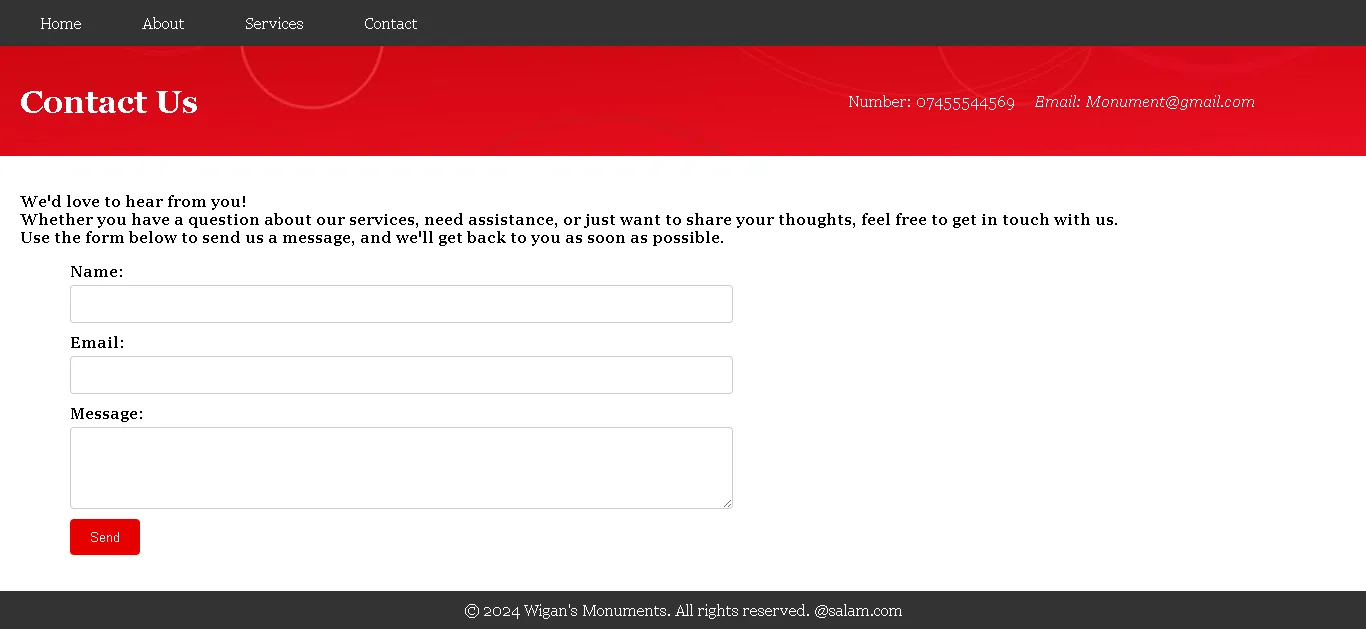 Home About Services Contact
Contact Us
Number: 07455544569 Email: Monument@gmail.com
We'd love to hear from you!
Whether you have a question about our services, need assistance, or just want to share your thoughts, feel free to get in touch with us.
Use the form below to send us a message, and we'll get back to you as soon as possible.
Name:
Email:
Message:
Send
© 2024 Wigan's Monuments. All rights reserved. @salam.com